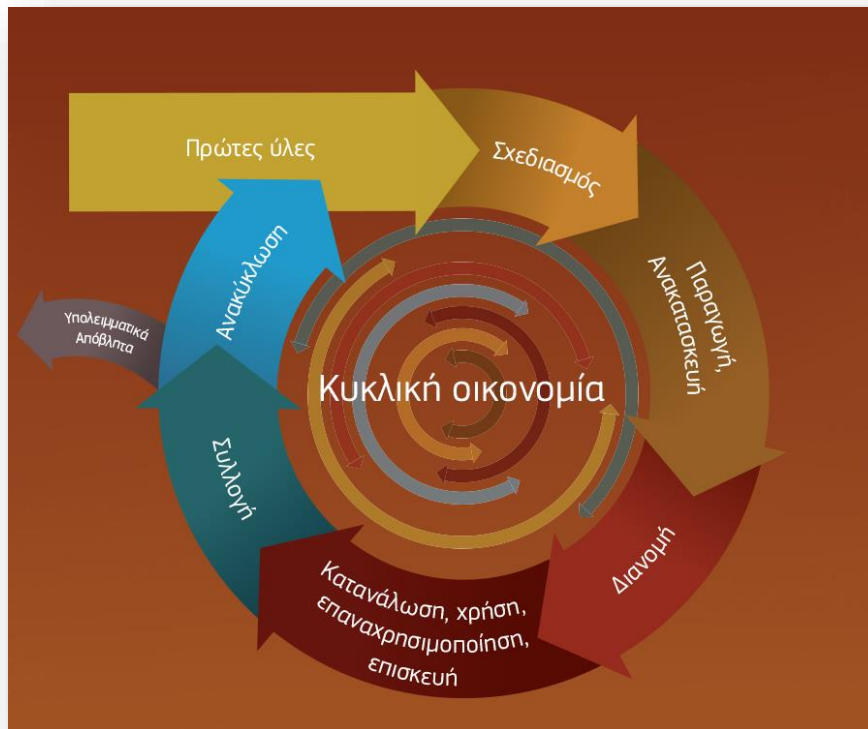 Πρώτες ύλες
Σχεδιασμός
Παραγωγή,
Ανακατασκευή
Διανομή
Κατανάλωση, χρήση,
επαναχρησιμοποίηση,
επισκευή
Συλλογή
Ανακύκλωση
Υπολειμματικά
Απόβλητα
Κυκλική οικονομία